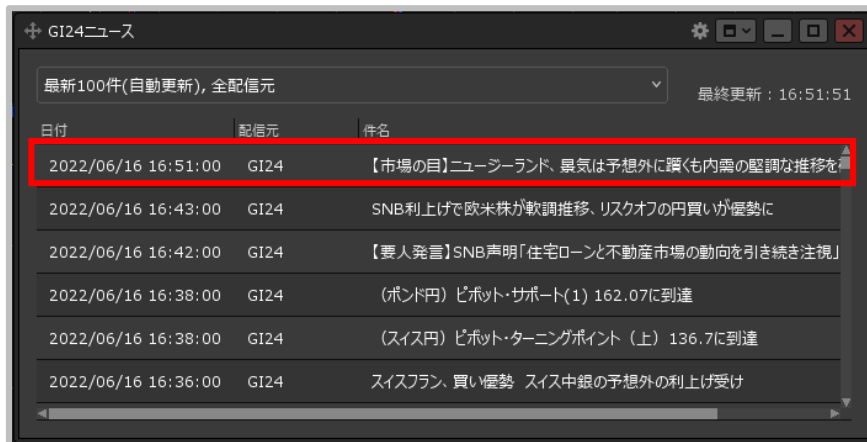 GI24ニュース
最新100件(自動更新), 全配信元
最終更新：16:51:51
日付 配信元 件名
2022/06/16 16:51:00 GI24 【市場の目】ニュージーランド、景気は予想外に躓くも内需の堅調な推移を
2022/06/16 16:43:00 GI24 SNB利上げで欧米株が軟調推移、リスクオフの円買いが優勢に
2022/06/16 16:42:00 GI24 【要人発言】SNB声明「住宅ローンと不動産市場の動向を引き続き注視」
2022/06/16 16:38:00 GI24 （ポンド円）ピボット・サポート(1) 162.07に到達
2022/06/16 16:38:00 GI24 （スイス円）ピボット・ターニングポイント（上）136.7に到達
2022/06/16 16:36:00 GI24 スイスフラン、買い優勢 スイス中銀の予想外の利上げ受け